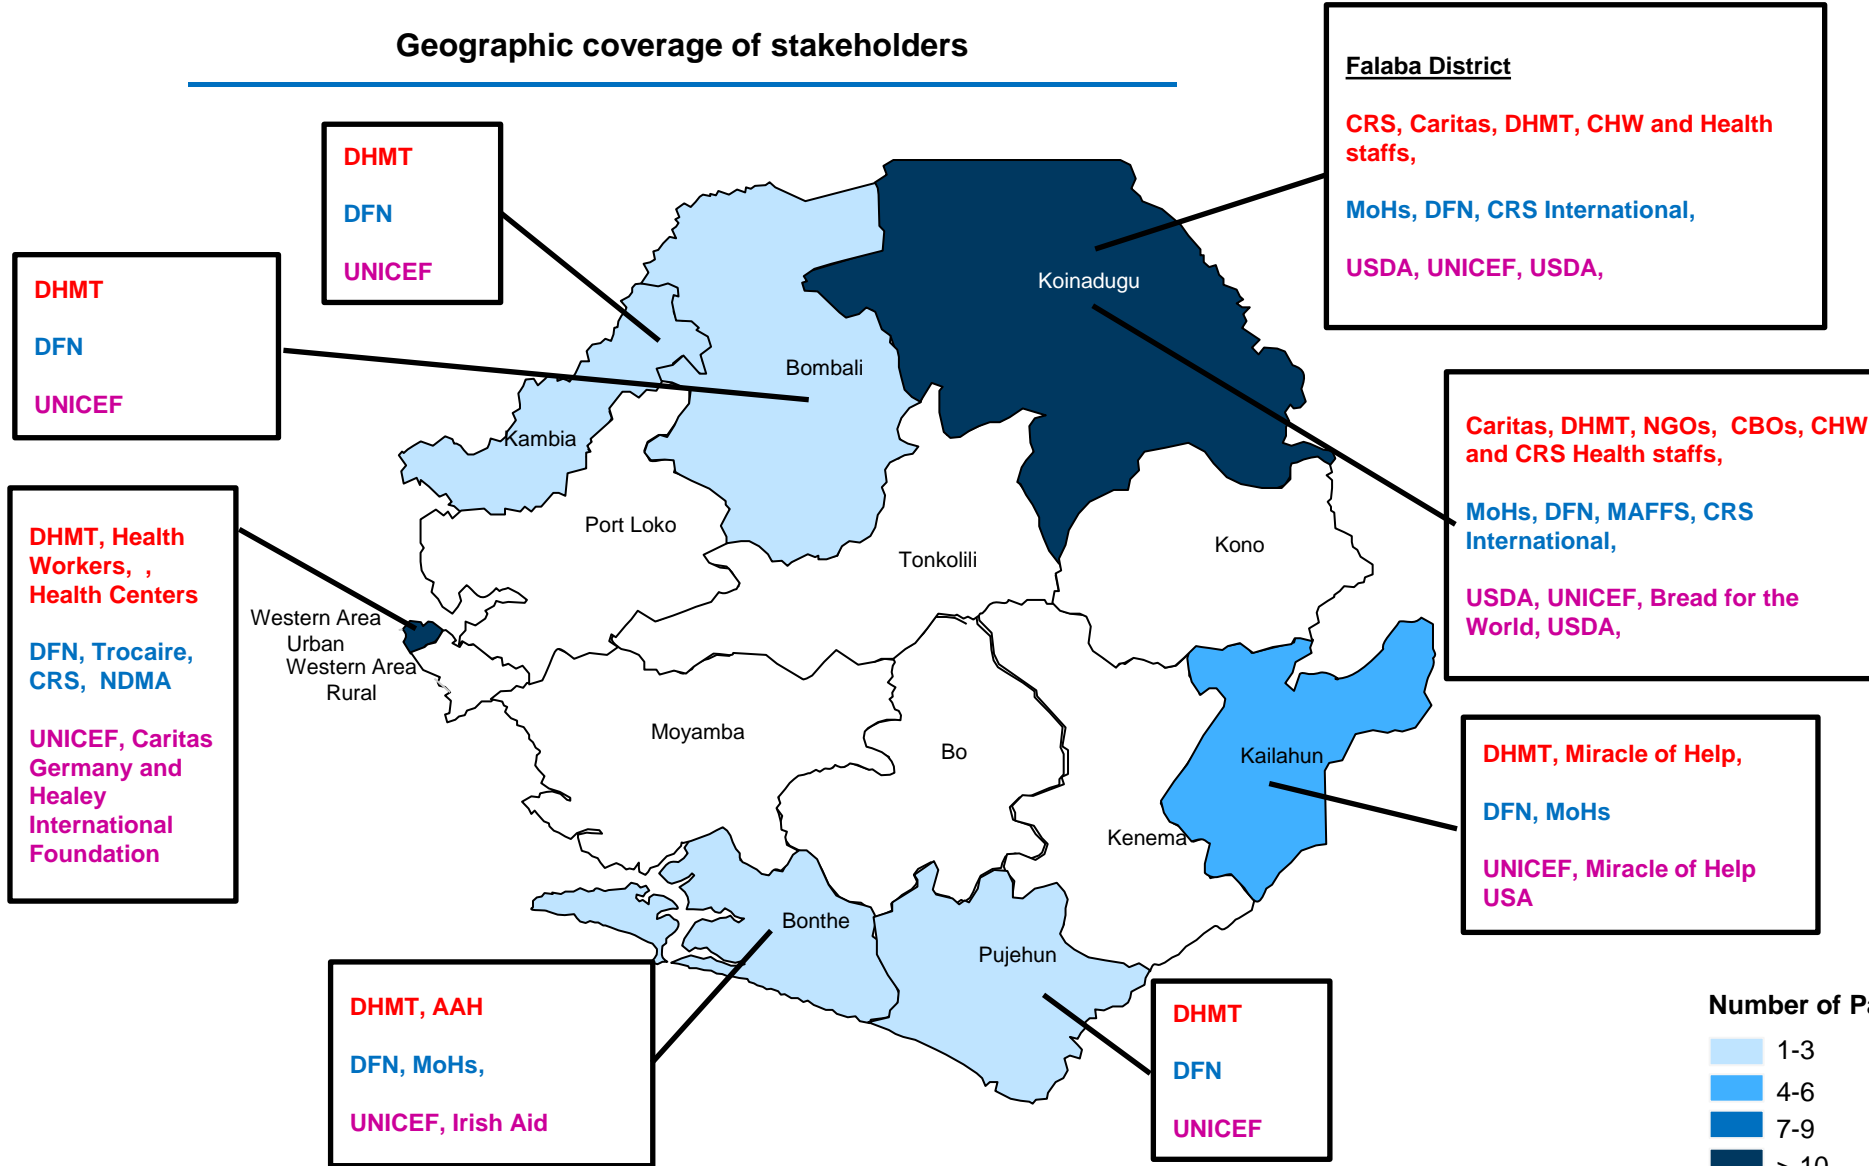 Geographic coverage of stakeholders
Falaba District
CRS, Caritas, DHMT, CHW and Health
staffs,
MoHs, DFN, CRS International,
USDA, UNICEF, USDA,
DHMT
DFN
UNICEF
DHMT
DFN
UNICEF
Koinadugu
Bombali
Kambia
Caritas, DHMT, NGOs, CBOs, CHW
and CRS Health staffs,
MoHs, DFN, MAFFS, CRS
International,
USDA, UNICEF, Bread for the
World, USDA,
DHMT, Health
Workers, ,
Health Centers
DFN, Trocaire,
CRS, NDMA
UNICEF, Caritas
Germany and
Healey
International
Foundation
Port Loko
Tonkolili
Kono
Western Area
Urban
Western Area
Rural
Moyamba
Bo
Kailahun
Kenema
DHMT, Miracle of Help,
DFN, MoHs
UNICEF, Miracle of Help
USA
Bonthe
Pujehun
DHMT, AAH
DFN, MoHs,
UNICEF, Irish Aid
DHMT
DFN
UNICEF
Number of Pa
1-3
4-6
7-9
> 10